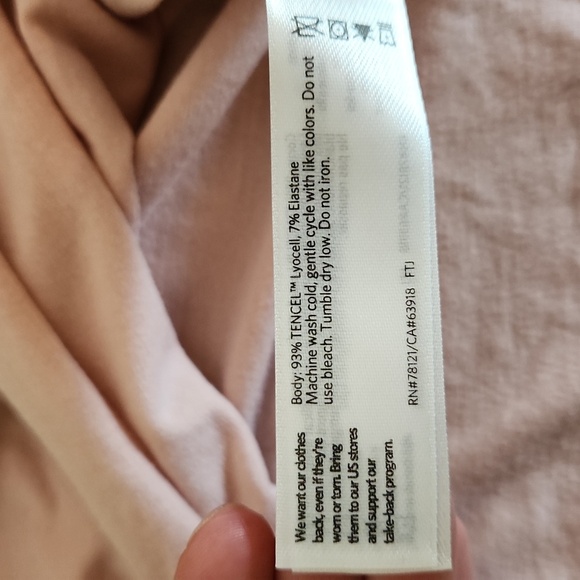 Body: 93% TENCEL™ Lyocell, 7% Elastane
Machine wash cold, gentle cycle with like colors. Do not
use bleach. Tumble dry low. Do not iron.
RN#78121/CA#63918 FTJ
We want our clothes
back, even if they're
worn or torn. Bring
them to our US stores
and support our
take-back program.